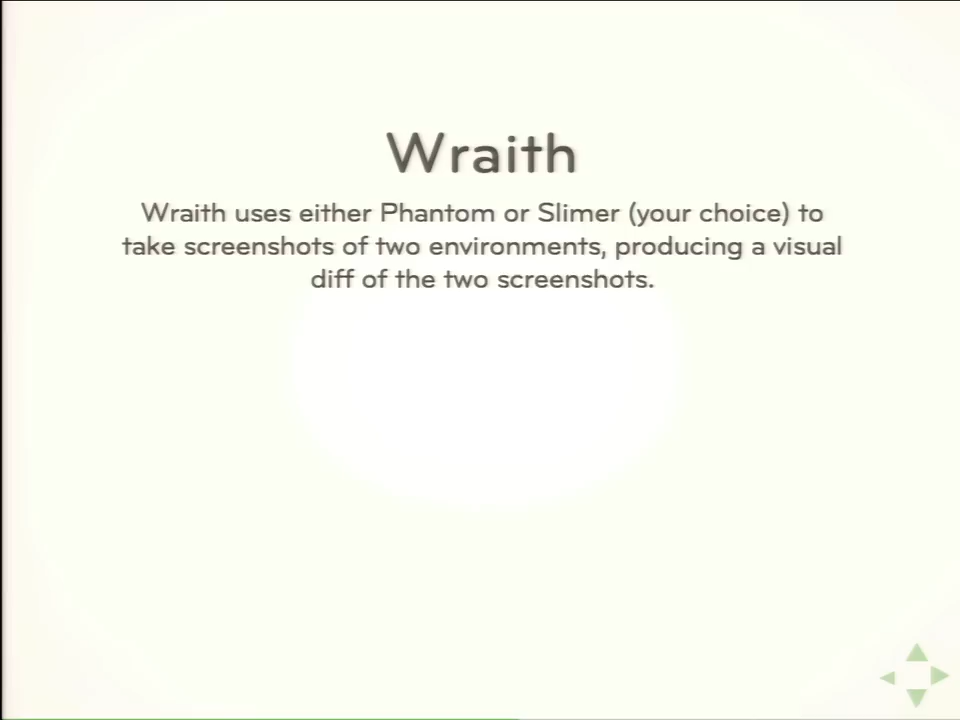 Wraith
Wraith uses either Phantom or Slimer (your choice) to
take screenshots of two environments, producing a visual
diff of the two screenshots.